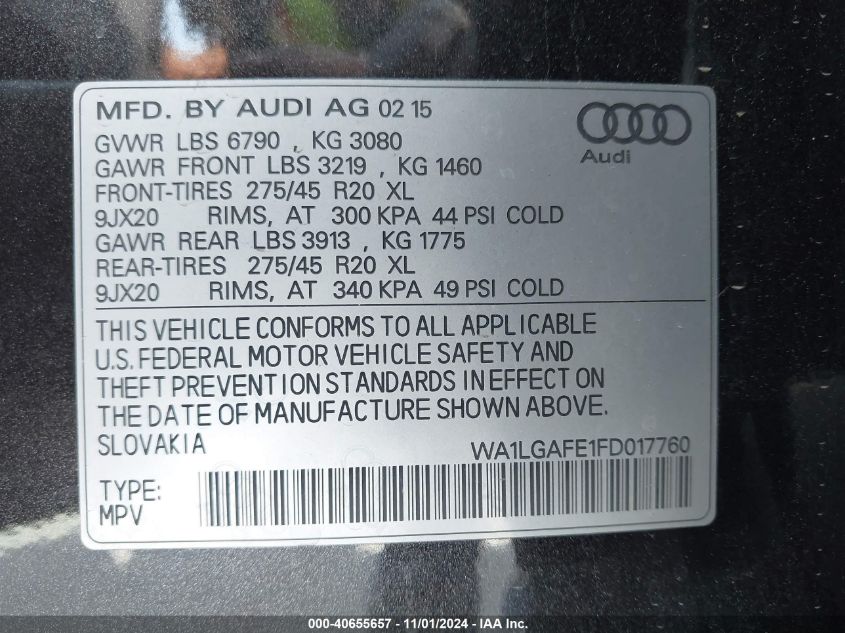 MFD. BY AUDI AG 02 15
Audi
GVWR LBS 6790 , KG 3080
GAWR FRONT LBS 3219 , KG 1460
FRONT-TIRES 275/45 R20 XL
9JX20 RIMS, AT 300 KPA 44 PSI COLD
GAWR REAR LBS 3913 , KG 1775
REAR-TIRES 275/45 R20 XL
9JX20 RIMS, AT 340 KPA 49 PSI COLD
THIS VEHICLE CONFORMS TO ALL APPLICABLE
U.S. FEDERAL MOTOR VEHICLE SAFETY AND
THEFT PREVENTION STANDARDS IN EFFECT ON
THE DATE OF MANUFACTURE SHOWN ABOVE.
SLOVAKIA WA1LGAFE1FD017760
TYPE:
MPV
000-40655657 - 11/01/2024 - IAA Inc.